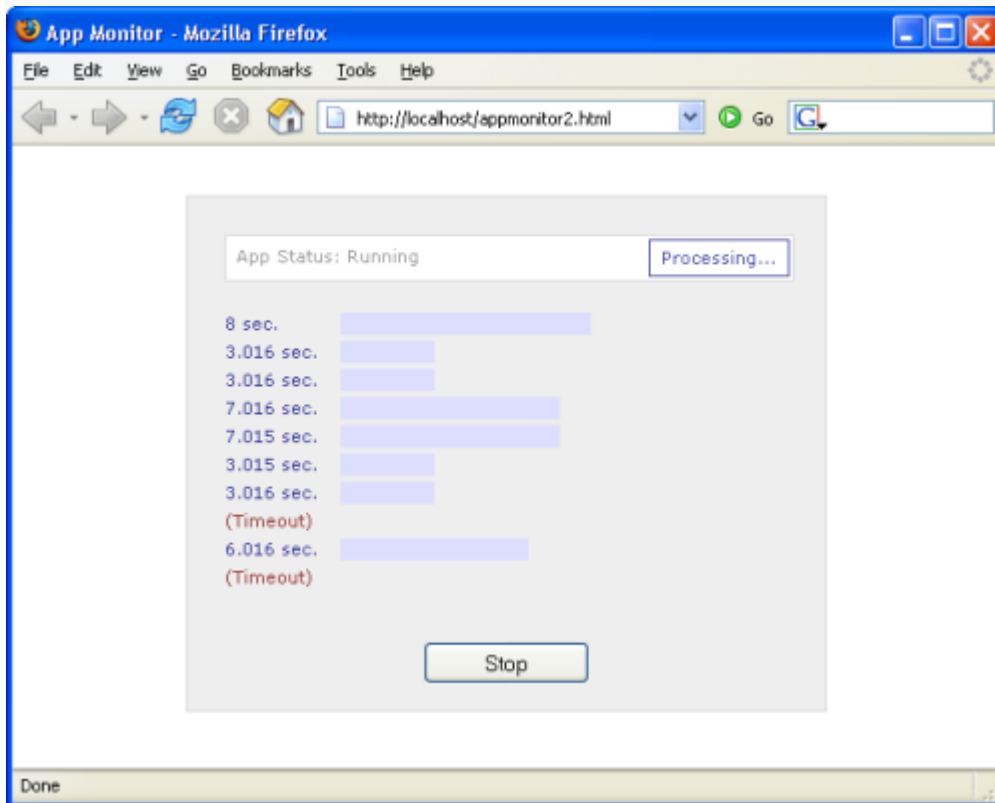 App Monitor - Mozilla Firefox
File Edit View Go Bookmarks Tools Help
http://localhost/appmonitor2.html Go G
App Status: Running Processing...
8 sec.
3.016 sec.
3.016 sec.
7.016 sec.
7.015 sec.
3.015 sec.
3.016 sec.
(Timeout)
6.016 sec.
(Timeout)
Stop
Done